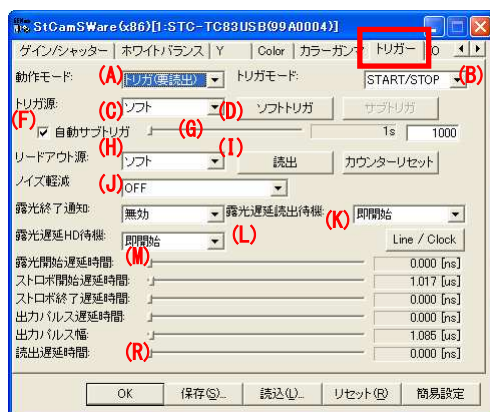 StCamSWare(x86)[1:STC-TC83USB(99A0004)]
ゲイン/シャッター ホワイトバランス Y Color カラーガンマ トリガー IO
動作モード: (A) トリガ(要読出) トリガモード: START/STOP (B)
トリガ源: (C) ソフト (D) ソフトトリガ サブトリガ
(F) 自動サブトリガ (G) 1s 1000
リードアウト源: (H) ソフト (I) 読出 カウンターリセット
ノイズ軽減 (J) OFF
露光終了通知: 無効 露光遅延読出待機: (K) 即開始
露光遅延HD待機: 即開始 (L) Line / Clock
露光開始遅延時間: (M) 0.000 [ns]
ストロボ開始遅延時間: 1.017 [us]
ストロボ終了遅延時間: 0.000 [ns]
出力パルス遅延時間: 0.000 [ns]
出力パルス幅: 1.085 [us]
読出遅延時間: (R) 0.000 [ns]
OK 保存(S)... 読込(L)... リセット(R) 簡易設定